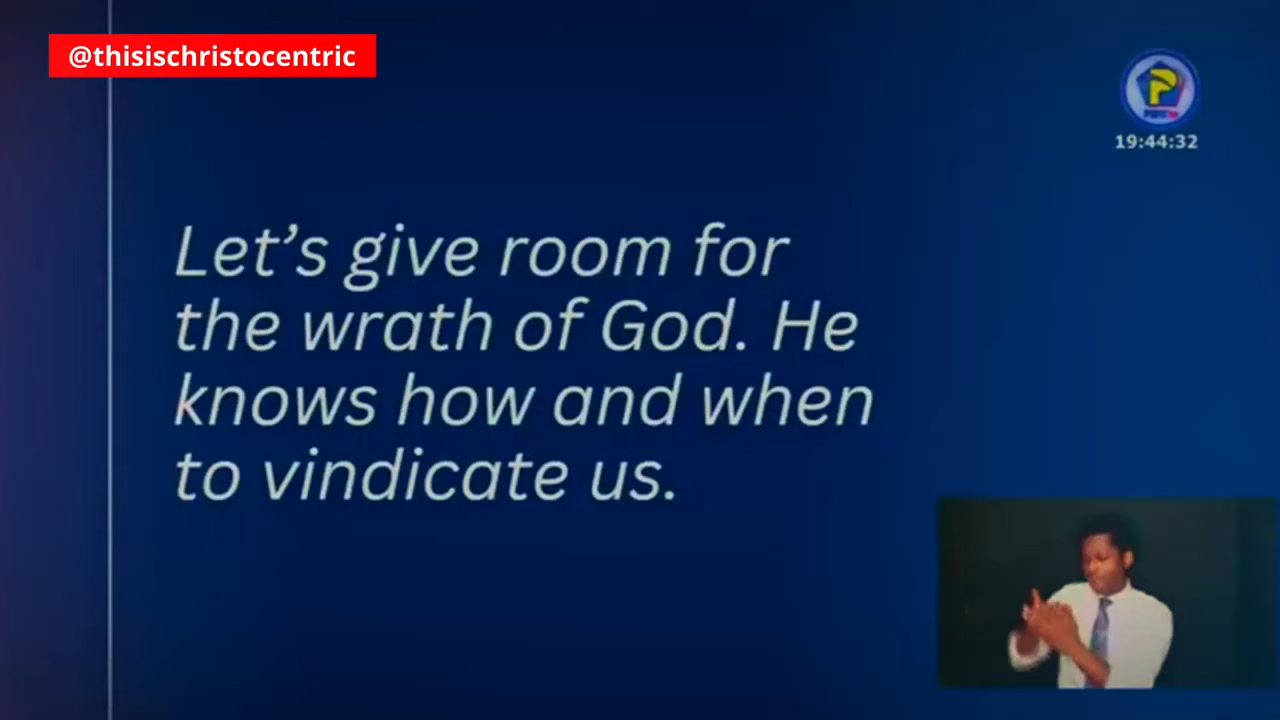 @thisischristocentric
P
19:44:32
Let’s give room for
the wrath of God. He
knows how and when
to vindicate us.